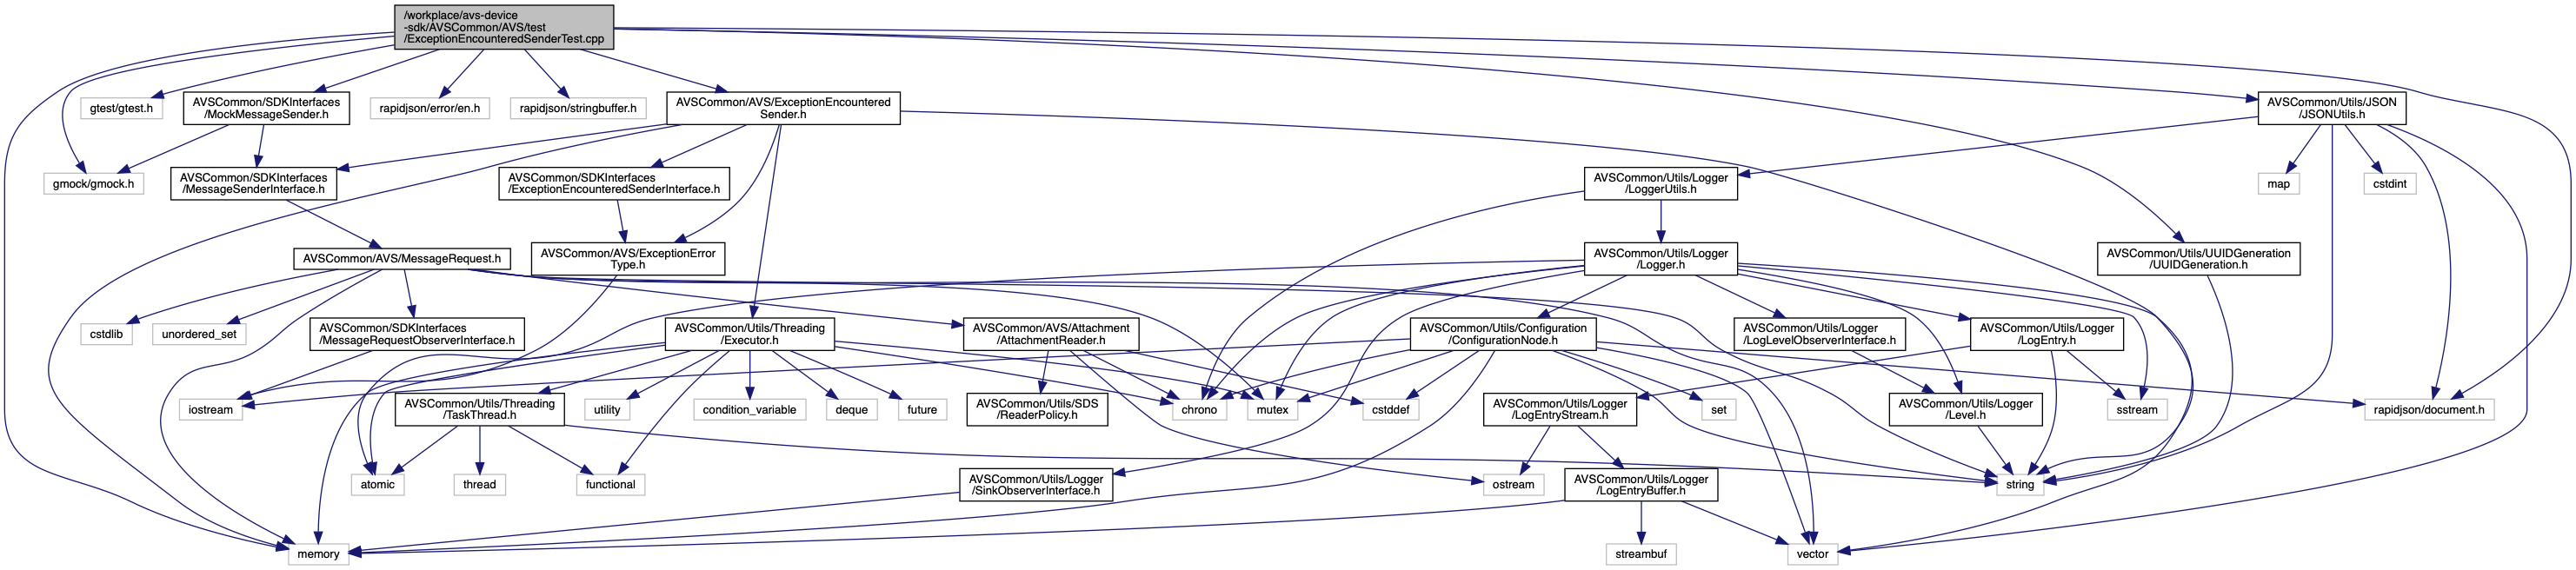 /workplace/avs-device
-sdk/AVSCommon/AVS/test
/ExceptionEncounteredSenderTest.cpp
gtest/gtest.h
AVSCommon/SDKInterfaces
/MockMessageSender.h
rapidjson/error/en.h
rapidjson/stringbuffer.h
AVSCommon/AVS/ExceptionEncountered
Sender.h
AVSCommon/Utils/JSON
/JSONUtils.h
gmock/gmock.h
AVSCommon/SDKInterfaces
/MessageSenderInterface.h
AVSCommon/SDKInterfaces
/ExceptionEncounteredSenderInterface.h
AVSCommon/Utils/Logger
/LoggerUtils.h
map
cstdint
AVSCommon/AVS/MessageRequest.h
AVSCommon/AVS/ExceptionError
Type.h
AVSCommon/Utils/Logger
/Logger.h
AVSCommon/Utils/UUIDGeneration
/UUIDGeneration.h
cstdlib
unordered_set
AVSCommon/SDKInterfaces
/MessageRequestObserverInterface.h
AVSCommon/Utils/Threading
/Executor.h
AVSCommon/AVS/Attachment
/AttachmentReader.h
AVSCommon/Utils/Configuration
/ConfigurationNode.h
AVSCommon/Utils/Logger
/LogLevelObserverInterface.h
AVSCommon/Utils/Logger
/LogEntry.h
iostream
AVSCommon/Utils/Threading
/TaskThread.h
utility
condition_variable
deque
future
AVSCommon/Utils/SDS
/ReaderPolicy.h
chrono
mutex
cstddef
AVSCommon/Utils/Logger
/LogEntryStream.h
set
AVSCommon/Utils/Logger
/Level.h
sstream
rapidjson/document.h
atomic
thread
functional
AVSCommon/Utils/Logger
/SinkObserverInterface.h
ostream
AVSCommon/Utils/Logger
/LogEntryBuffer.h
string
memory
streambuf
vector